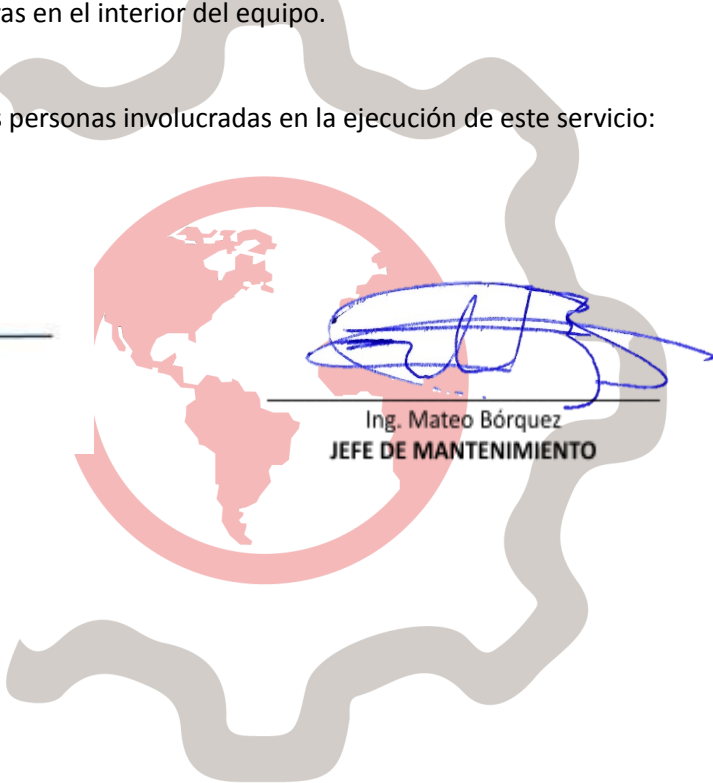 as en el interior del equipo.
s personas involucradas en la ejecución de este servicio:
Ing. Mateo Bórquez
JEFE DE MANTENIMIENTO